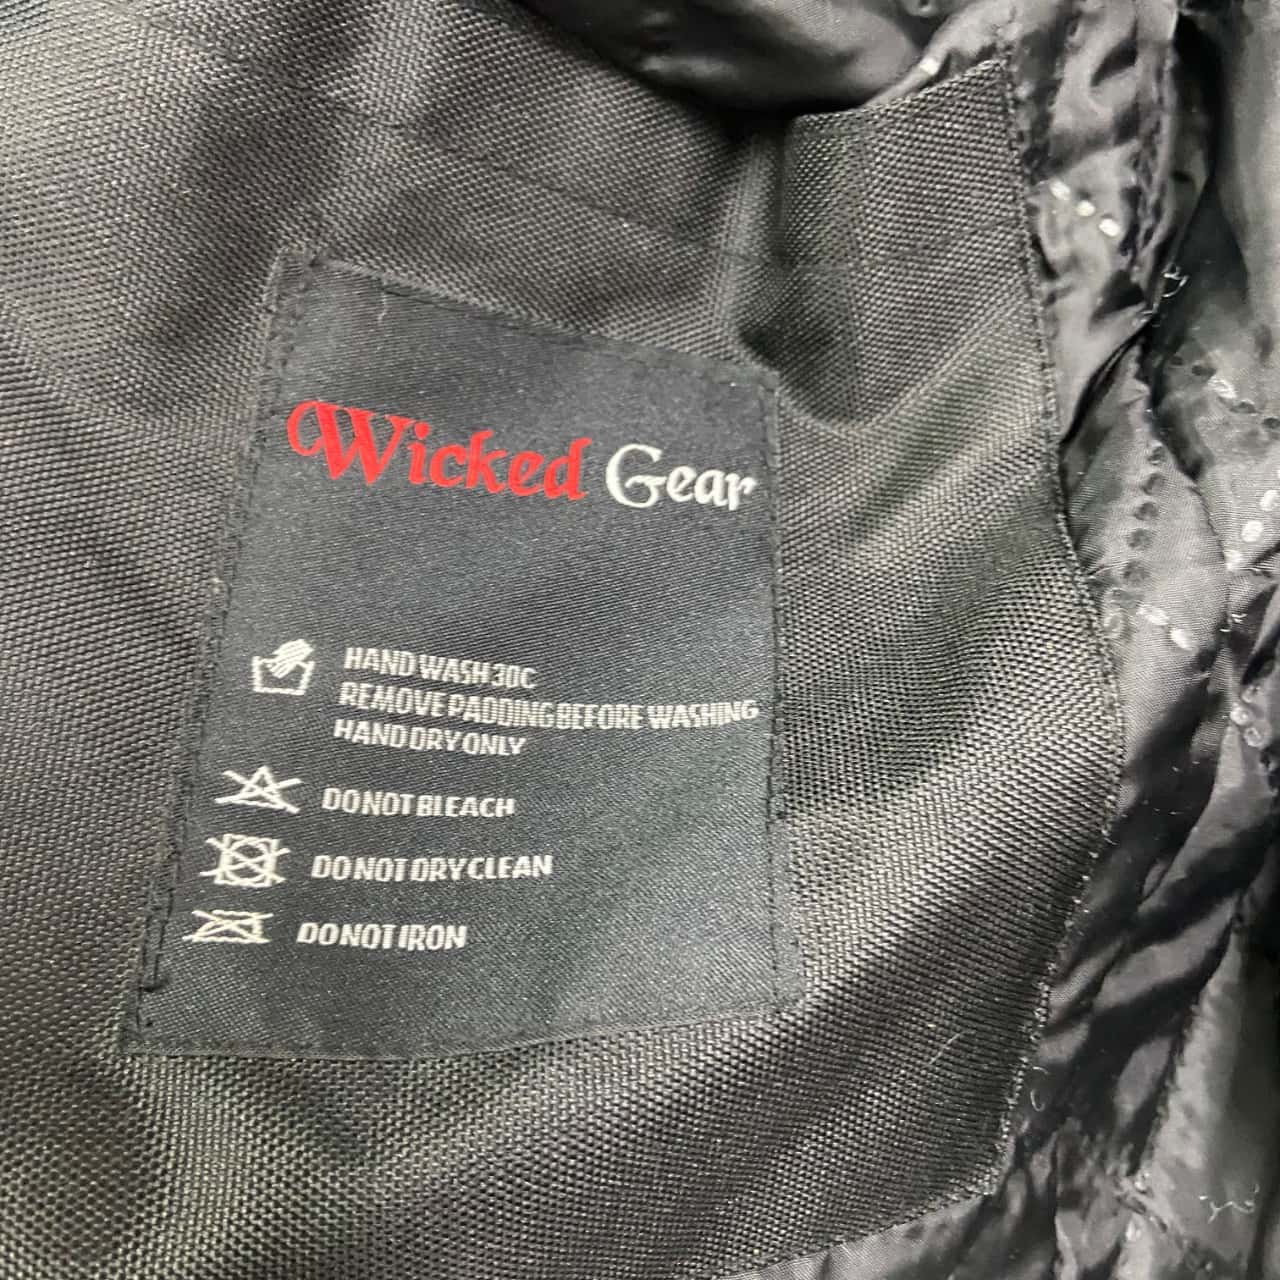 Wicked Gear
HAND WASH 30C
REMOVE PADDING BEFORE WASHING
HAND DRY ONLY
DO NOT BLEACH
DO NOT DRY CLEAN
DO NOT IRON